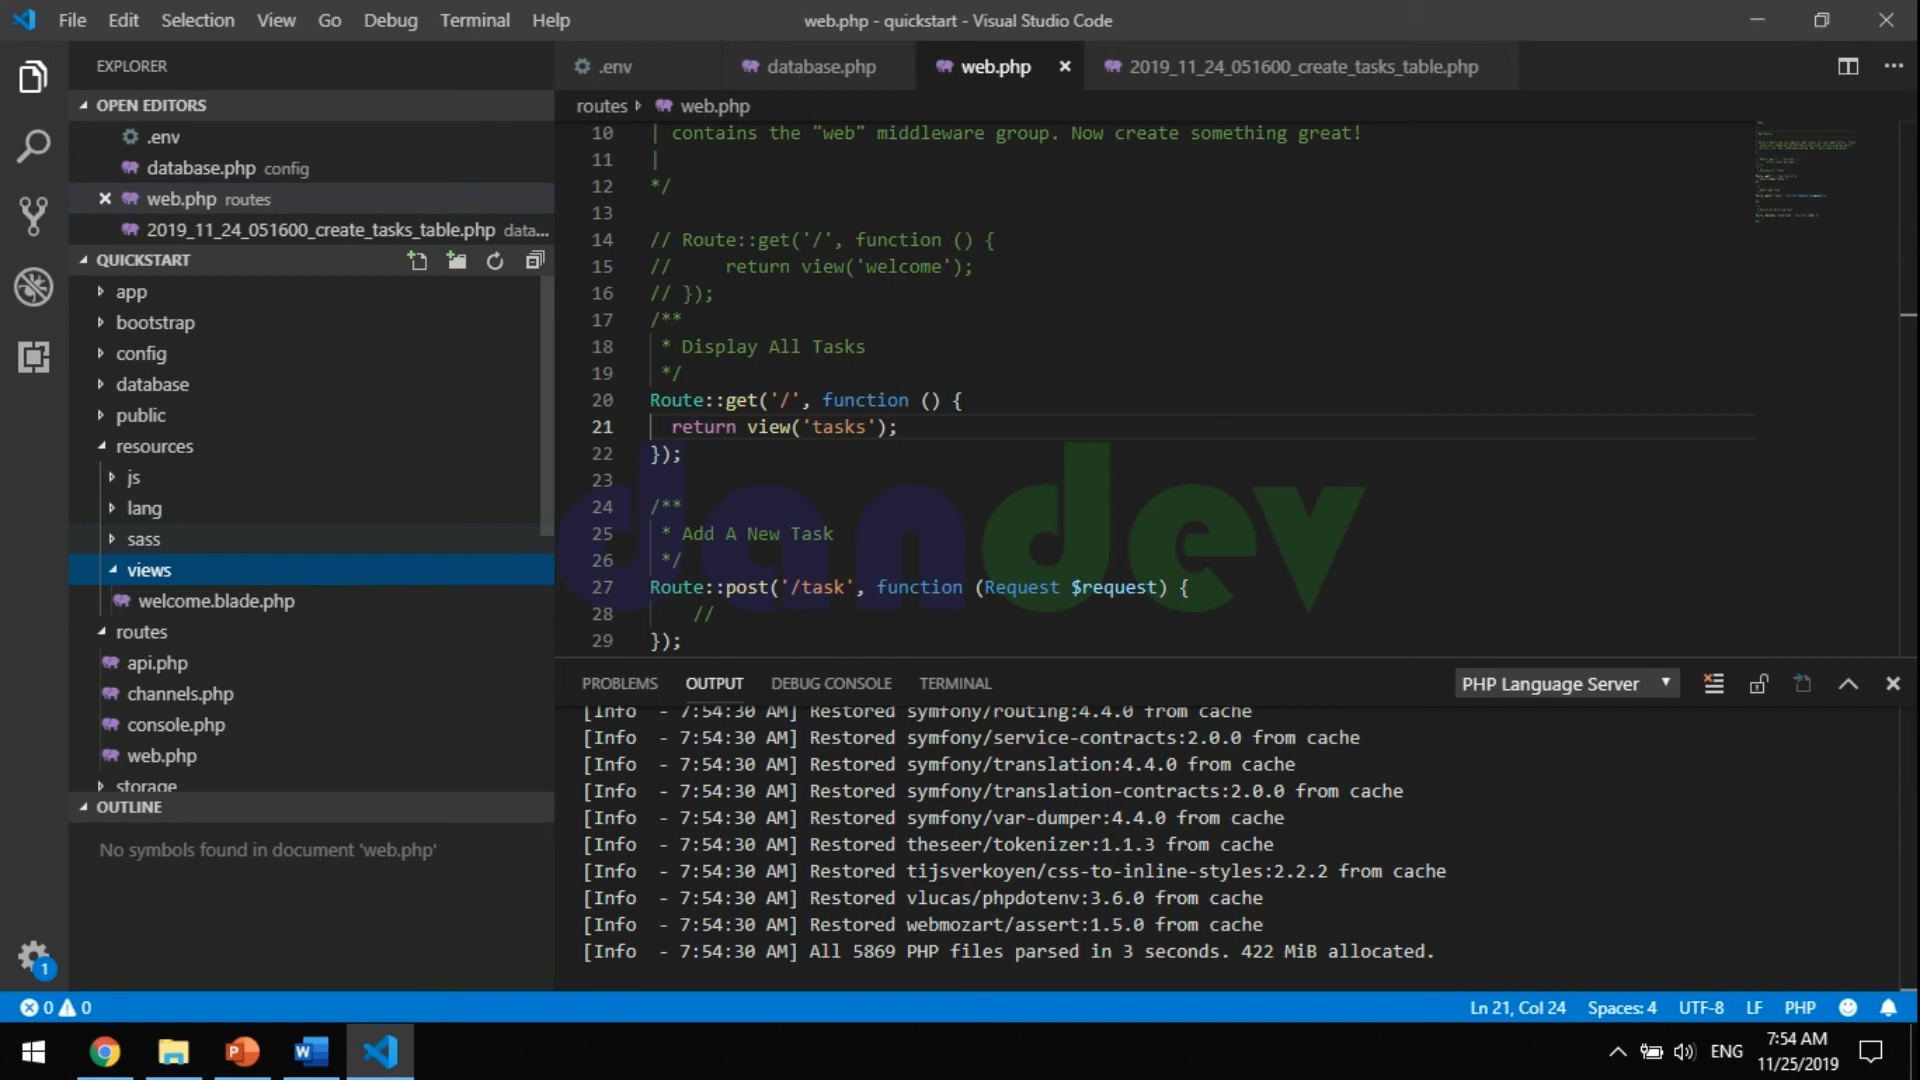 File Edit Selection View Go Debug Terminal Help
web.php - quickstart - Visual Studio Code
EXPLORER
OPEN EDITORS
.env
database.php config
web.php routes
2019_11_24_051600_create_tasks_table.php data...
QUICKSTART
app
bootstrap
config
database
public
resources
js
lang
sass
views
welcome.blade.php
routes
api.php
channels.php
console.php
web.php
storage
OUTLINE
No symbols found in document 'web.php'
.env
database.php
web.php
2019_11_24_051600_create_tasks_table.php
routes web.php
10 | contains the "web" middleware group. Now create something great!
11 |
12 */
13
14 // Route::get('/', function () {
15 //     return view('welcome');
16 // });
17 /**
18  * Display All Tasks
19  */
20 Route::get('/', function () {
21   return view('tasks');
22 });
23
24 /**
25  * Add A New Task
26  */
27 Route::post('/task', function (Request $request) {
28     //
29 });
dandev
PROBLEMS OUTPUT DEBUG CONSOLE TERMINAL
PHP Language Server
[Info  - 7:54:30 AM] Restored symfony/routing:4.4.0 from cache
[Info  - 7:54:30 AM] Restored symfony/service-contracts:2.0.0 from cache
[Info  - 7:54:30 AM] Restored symfony/translation:4.4.0 from cache
[Info  - 7:54:30 AM] Restored symfony/translation-contracts:2.0.0 from cache
[Info  - 7:54:30 AM] Restored symfony/var-dumper:4.4.0 from cache
[Info  - 7:54:30 AM] Restored theseer/tokenizer:1.1.3 from cache
[Info  - 7:54:30 AM] Restored tijsverkoyen/css-to-inline-styles:2.2.2 from cache
[Info  - 7:54:30 AM] Restored vlucas/phpdotenv:3.6.0 from cache
[Info  - 7:54:30 AM] Restored webmozart/assert:1.5.0 from cache
[Info  - 7:54:30 AM] All 5869 PHP files parsed in 3 seconds. 422 MiB allocated.
1
0 0
Ln 21, Col 24 Spaces: 4 UTF-8 LF PHP
ENG
7:54 AM
11/25/2019